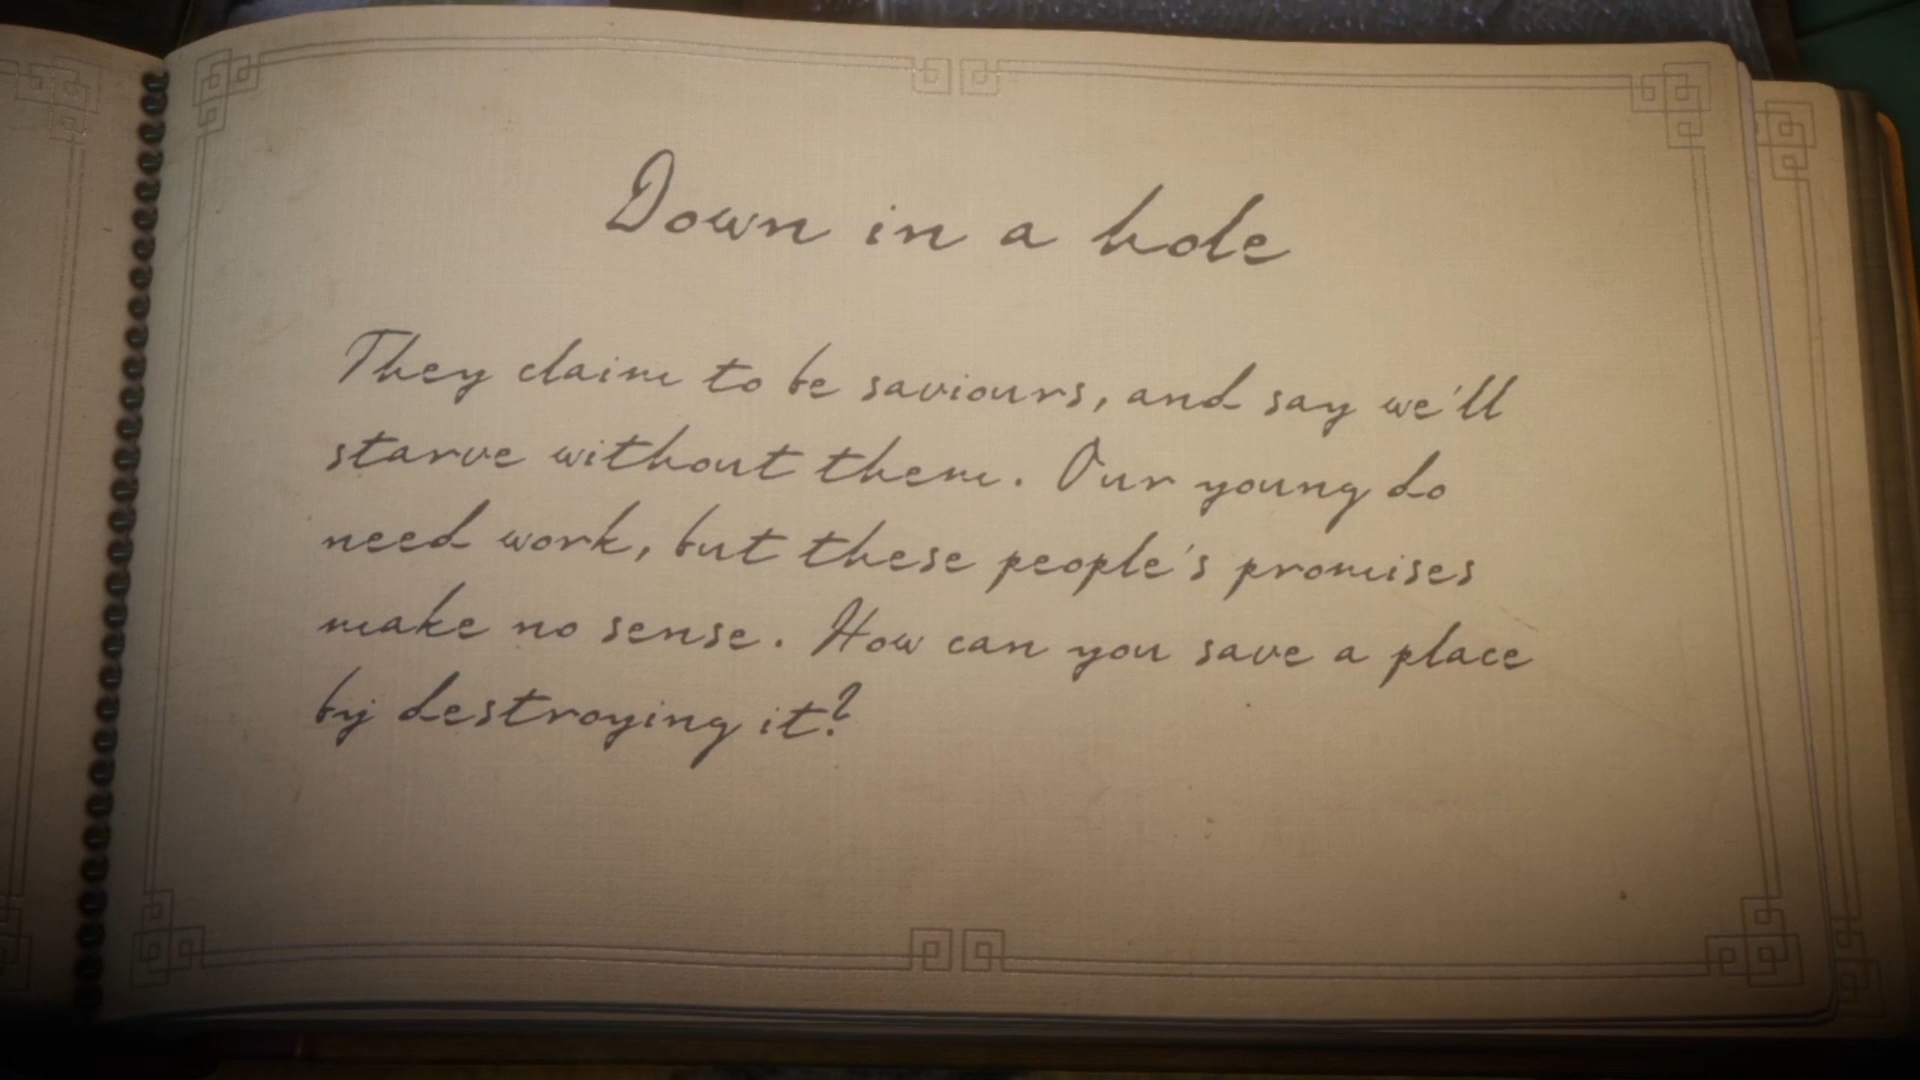 Down in a hole
They claim to be saviours, and say we'll
starve without them. Our young do
need work, but these people's promises
make no sense. How can you save a place
by destroying it?